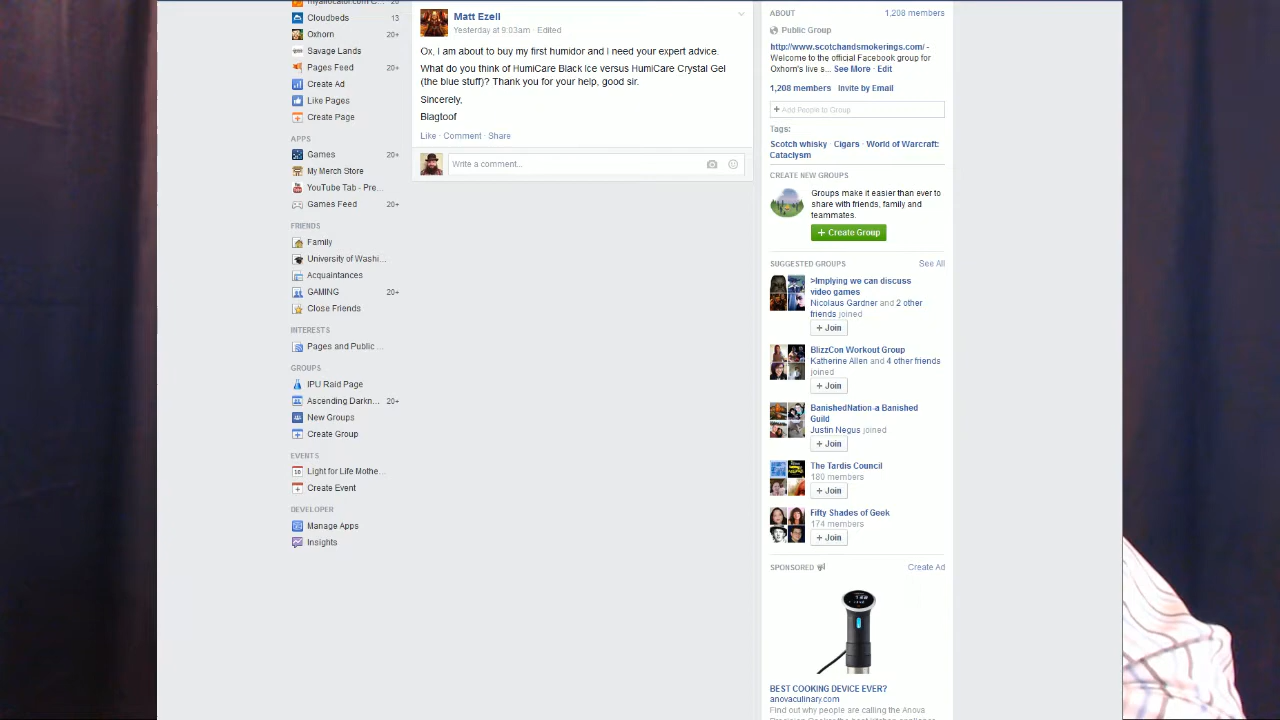 myallocator.com C... 20+
Cloudbeds 13
Oxhorn 20+
Savage Lands
Pages Feed 20+
Create Ad
Like Pages
Create Page
APPS
Games 20+
My Merch Store
YouTube Tab - Pre...
Games Feed 20+
FRIENDS
Family
University of Washi...
Acquaintances
GAMING 20+
Close Friends
INTERESTS
Pages and Public ...
GROUPS
IPU Raid Page
Ascending Darkn... 20+
New Groups
Create Group
EVENTS
10 Light for Life Mothe...
Create Event
DEVELOPER
Manage Apps
Insights
Matt Ezell
Yesterday at 9:03am · Edited
Ox, I am about to buy my first humidor and I need your expert advice.
What do you think of HumiCare Black Ice versus HumiCare Crystal Gel
(the blue stuff)? Thank you for your help, good sir.
Sincerely,
Blagtoof
Like · Comment · Share
Write a comment...
ABOUT 1,208 members
Public Group
http://www.scotchandsmokerings.com/ -
Welcome to the official Facebook group for
Oxhorn's live s... See More · Edit
1,208 members · Invite by Email
+ Add People to Group
Tags:
Scotch whisky · Cigars · World of Warcraft:
Cataclysm
CREATE NEW GROUPS
Groups make it easier than ever to
share with friends, family and
teammates.
+ Create Group
SUGGESTED GROUPS See All
>Implying we can discuss
video games
Nicolaus Gardner and 2 other
friends joined
+ Join
BlizzCon Workout Group
Katherine Allen and 4 other friends
joined
+ Join
BanishedNation-a Banished
Guild
Justin Negus joined
+ Join
The Tardis Council
180 members
+ Join
Fifty Shades of Geek
174 members
+ Join
SPONSORED Create Ad
BEST COOKING DEVICE EVER?
anovaculinary.com
Find out why people are calling the Anova